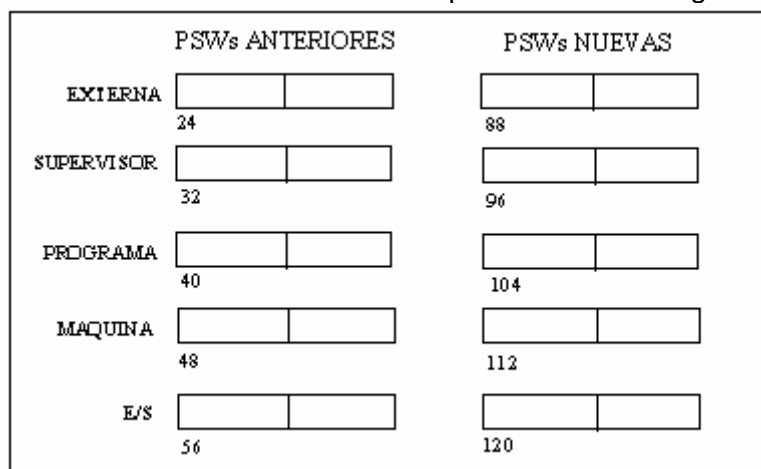 PSWs ANTERIORES PSWs NUEVAS
EXTERNA
24 88
SUPERVISOR
32 96
PROGRAMA
40 104
MAQUINA
48 112
E/S
56 120